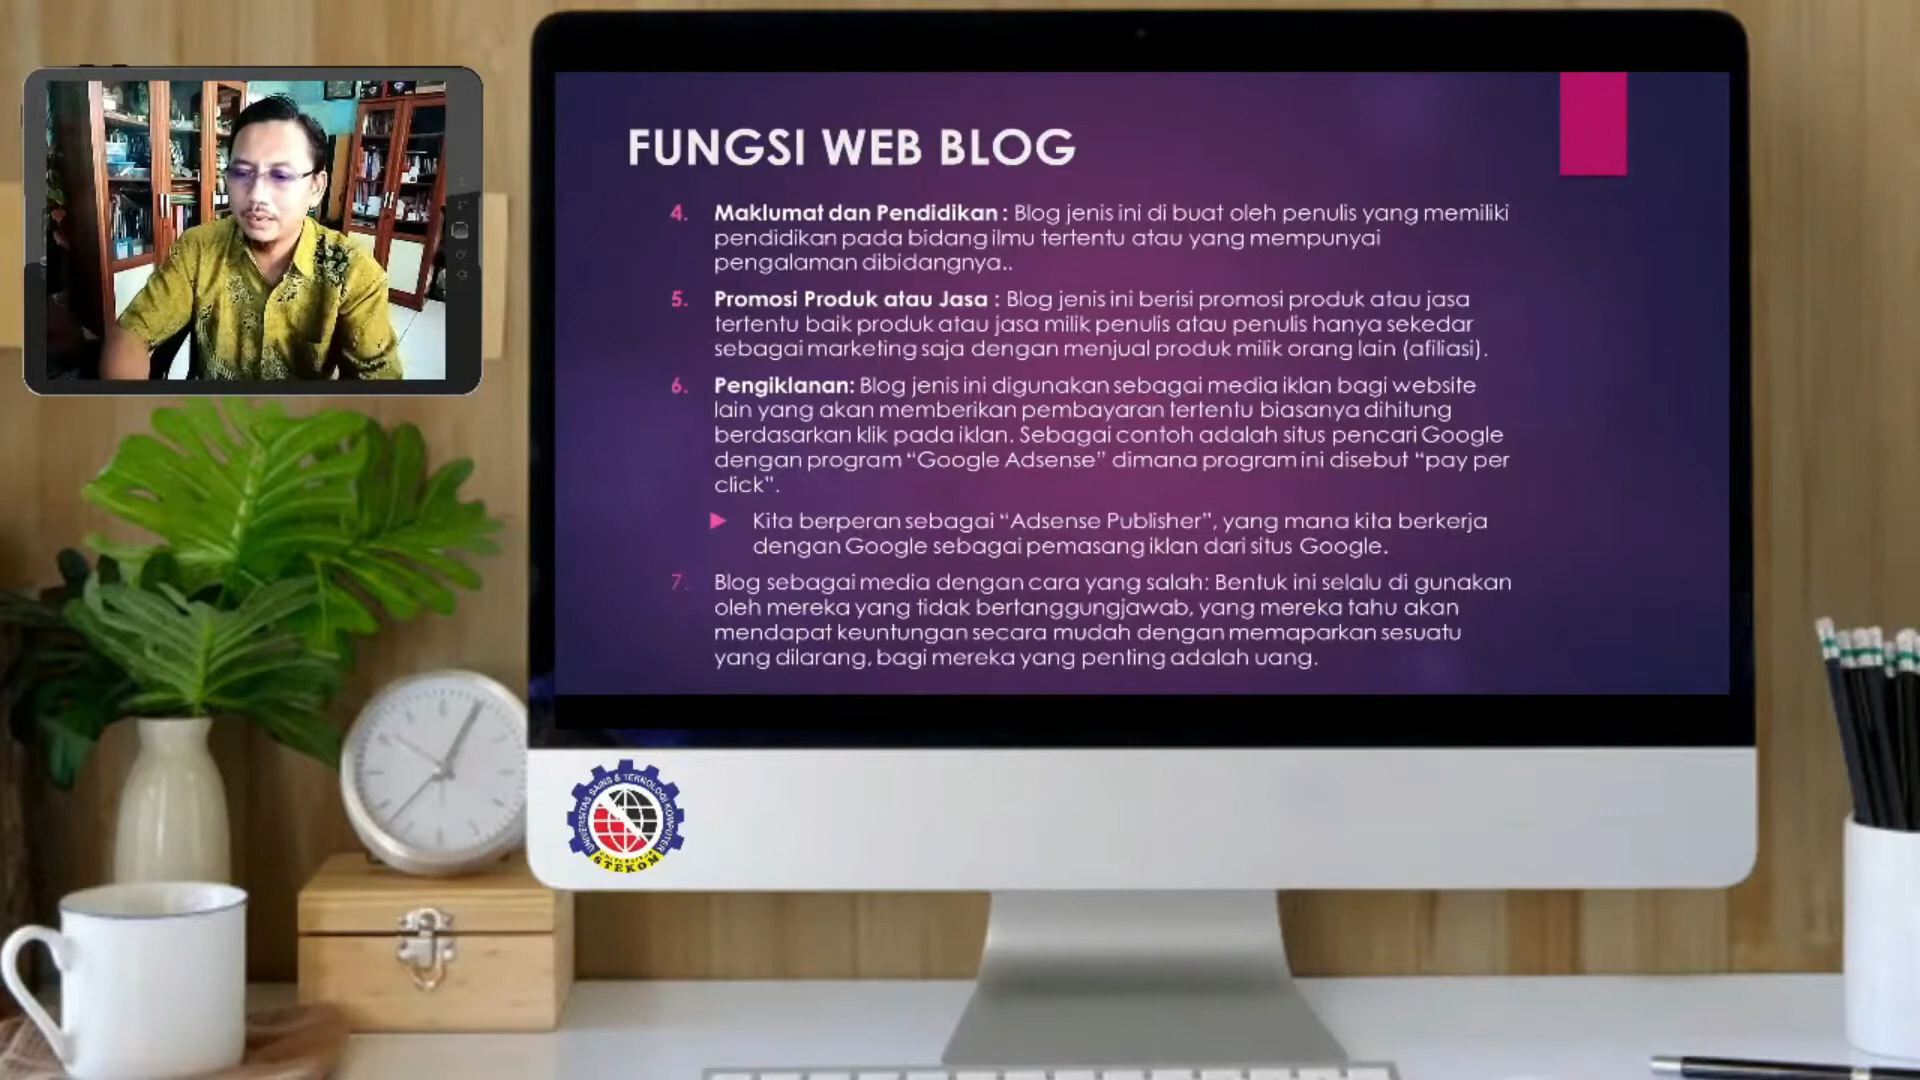 FUNGSI WEB BLOG
4. Maklumat dan Pendidikan : Blog jenis ini di buat oleh penulis yang memiliki
pendidikan pada bidang ilmu tertentu atau yang mempunyai
pengalaman dibidangnya..
5. Promosi Produk atau Jasa : Blog jenis ini berisi promosi produk atau jasa
tertentu baik produk atau jasa milik penulis atau penulis hanya sekedar
sebagai marketing saja dengan menjual produk milik orang lain (afiliasi).
6. Pengiklanan: Blog jenis ini digunakan sebagai media iklan bagi website
lain yang akan memberikan pembayaran tertentu biasanya dihitung
berdasarkan klik pada iklan. Sebagai contoh adalah situs pencari Google
dengan program “Google Adsense” dimana program ini disebut “pay per
click”.
Kita berperan sebagai “Adsense Publisher”, yang mana kita berkerja
dengan Google sebagai pemasang iklan dari situs Google.
7. Blog sebagai media dengan cara yang salah: Bentuk ini selalu di gunakan
oleh mereka yang tidak bertanggungjawab, yang mereka tahu akan
mendapat keuntungan secara mudah dengan memaparkan sesuatu
yang dilarang, bagi mereka yang penting adalah uang.
UNIVERSITAS SAINS & TEKNOLOGI KOMPUTER
UNIVERSITAS
STEKOM